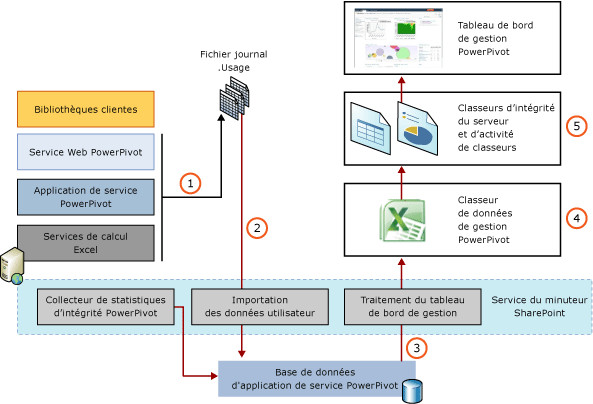 Tableau de bord
de gestion
PowerPivot
Fichier journal
.Usage
Bibliothèques clientes
Service Web PowerPivot
Application de service
PowerPivot
Services de calcul
Excel
1
2
Classeurs d'intégrité
du serveur
et d'activité
de classeurs
5
Classeur
de données
de gestion
PowerPivot
4
Collecteur de statistiques
d'intégrité PowerPivot
Importation
des données utilisateur
Traitement du tableau
de bord de gestion
Service du minuteur
SharePoint
3
Base de données
d'application de service PowerPivot